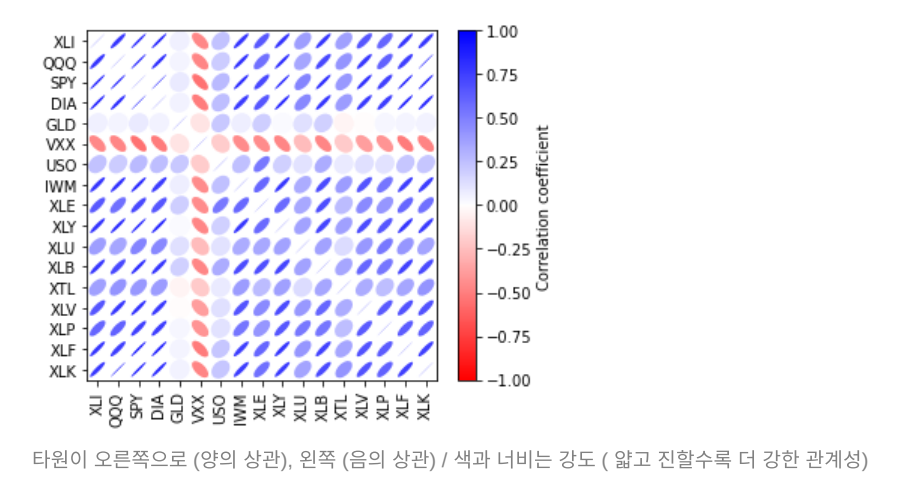 XLI
QQQ
SPY
DIA
GLD
VXX
USO
IWM
XLE
XLY
XLU
XLB
XTL
XLV
XLP
XLF
XLK
XLI QQQ SPY DIA GLD VXX USO IWM XLE XLY XLU XLB XTL XLV XLP XLF XLK
1.00
0.75
0.50
0.25
0.00
−0.25
−0.50
−0.75
−1.00
Correlation coefficient
타원이 오른쪽으로 (양의 상관), 왼쪽 (음의 상관) / 색과 너비는 강도 ( 얇고 진할수록 더 강한 관계성)